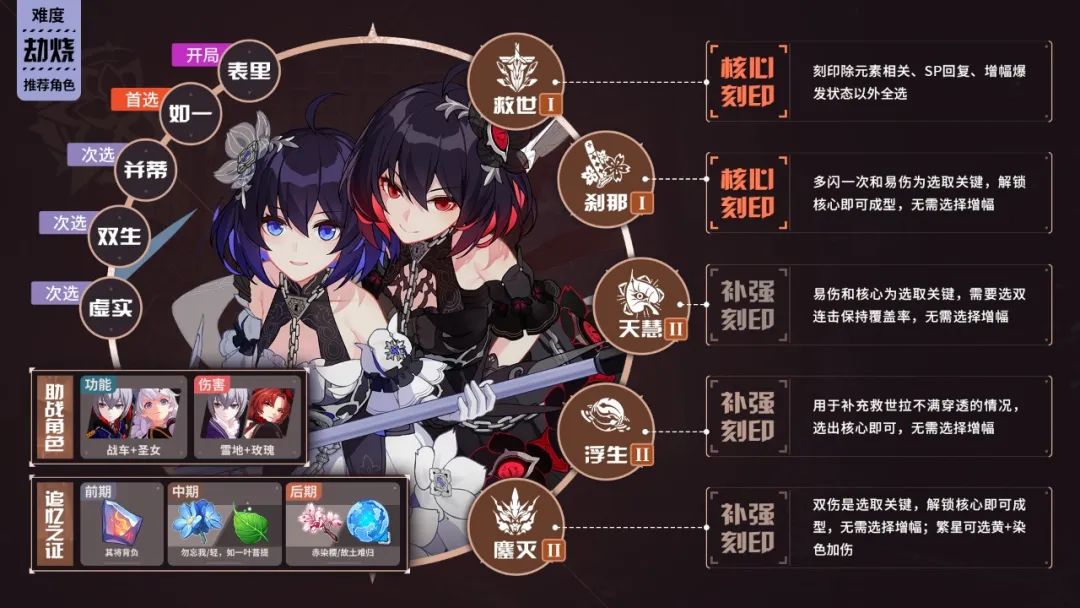 难度
劫烧
推荐角色
开局
表里
首选
如一
次选
并蒂
次选
双生
次选
虚实
救世 I
核心
刻印
刻印除元素相关、SP回复、增幅爆
发状态以外全选
刹那 I
核心
刻印
多闪一次和易伤为选取关键，解锁
核心即可成型，无需选择增幅
天慧 II
补强
刻印
易伤和核心为选取关键，需要选双
连击保持覆盖率，无需选择增幅
浮生 II
补强
刻印
用于补充救世拉不满穿透的情况，
选出核心即可，无需选择增幅
鏖灭 II
补强
刻印
双伤是选取关键，解锁核心即可成
型，无需选择增幅；繁星可选黄+染
色加伤
助战角色
功能
战车+圣女
伤害
雷地+玫瑰
追忆之证
前期
其将背负
中期
勿忘我/轻，如一叶菩提
后期
赤染樱/故土难归